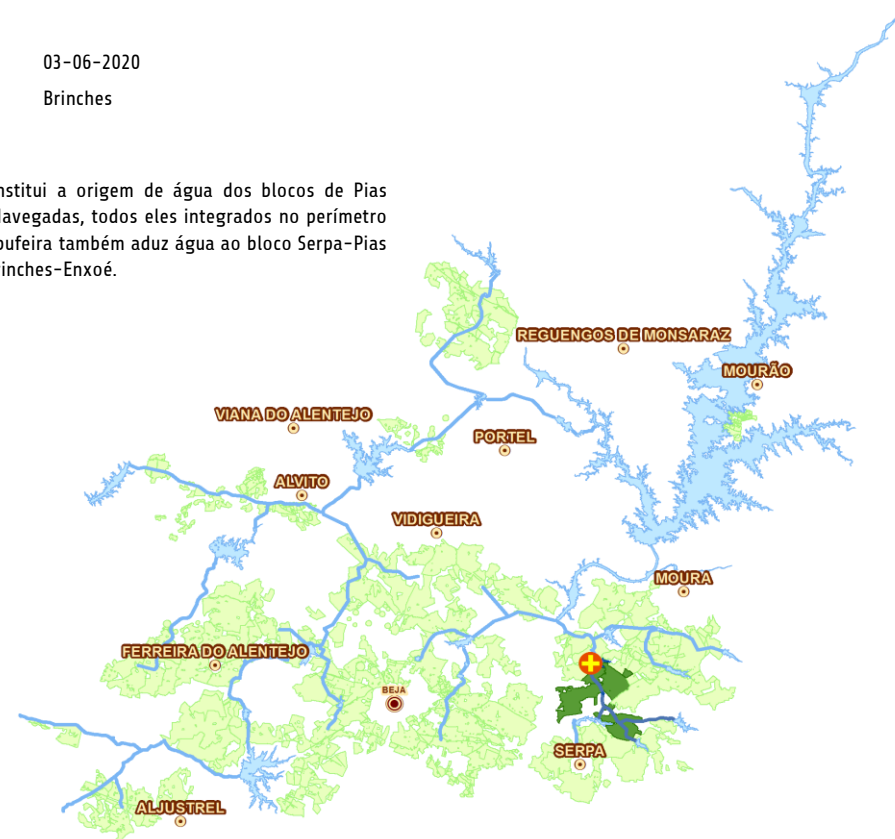 03-06-2020
Brinches
nstitui a origem de água dos blocos de Pias
lavegadas, todos eles integrados no perímetro
bufeira também aduz água ao bloco Serpa-Pias
rinches-Enxoé.
REGUENGOS DE MONSARAZ
MOURÃO
VIANA DO ALENTEJO
PORTEL
ALVITO
VIDIGUEIRA
MOURA
FERREIRA DO ALENTEJO
BEJA
SERPA
ALJUSTREL